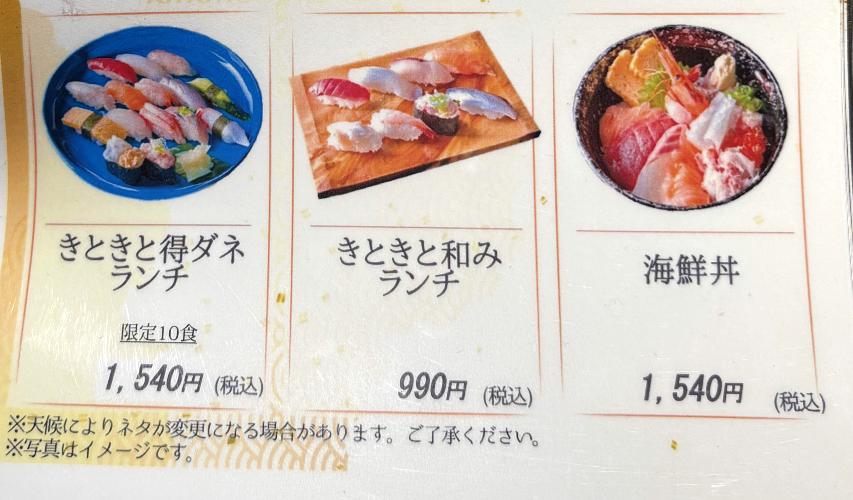 きときと得ダネ
ランチ
限定10食
1,540円 (税込)
きときと和み
ランチ
990円 (税込)
海鮮丼
1,540円 (税込)
※天候によりネタが変更になる場合があります。ご了承ください。
※写真はイメージです。